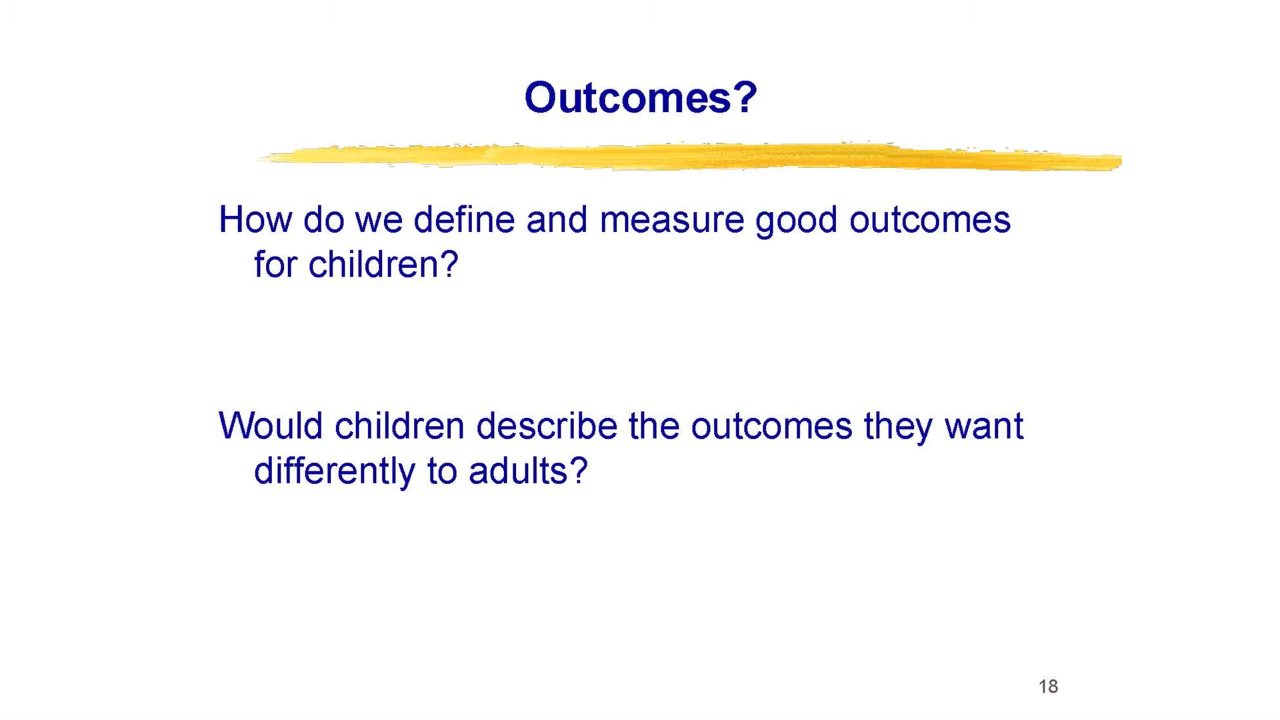 Outcomes?
How do we define and measure good outcomes
for children?
Would children describe the outcomes they want
differently to adults?
18